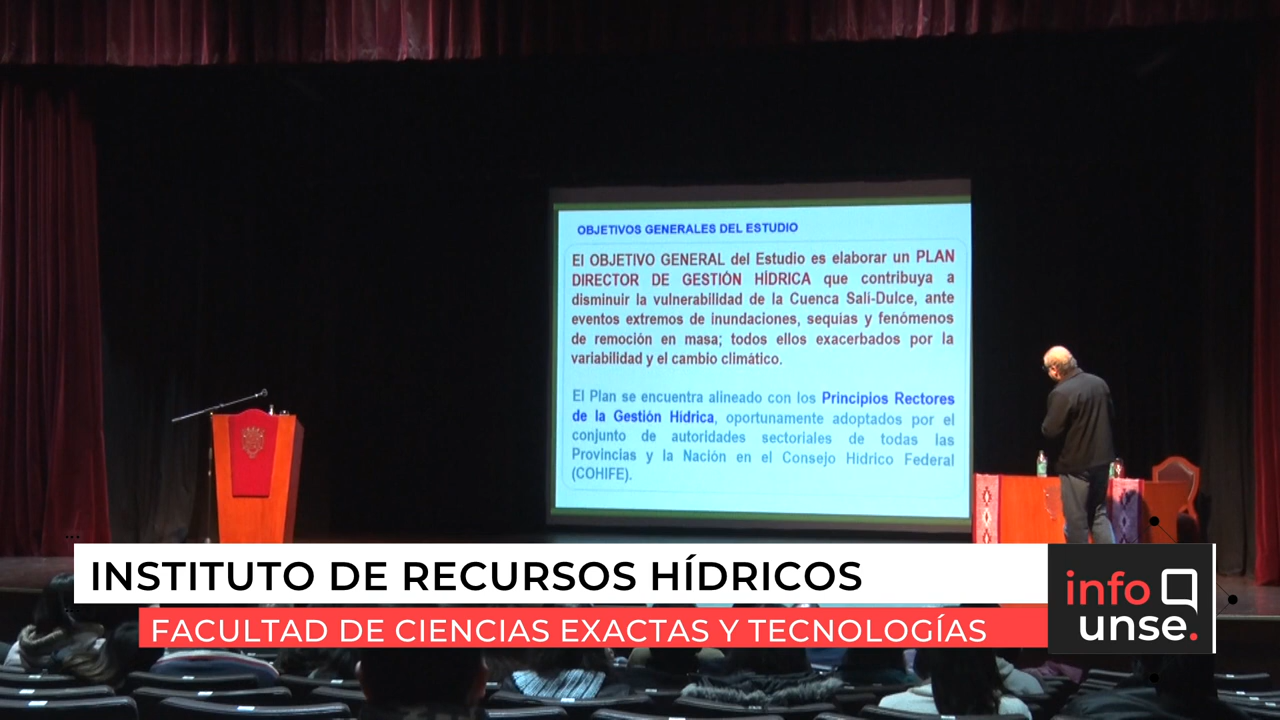 OBJETIVOS GENERALES DEL ESTUDIO
El OBJETIVO GENERAL del Estudio es elaborar un PLAN
DIRECTOR DE GESTIÓN HÍDRICA que contribuya a
disminuir la vulnerabilidad de la Cuenca Salí-Dulce, ante
eventos extremos de inundaciones, sequías y fenómenos
de remoción en masa; todos ellos exacerbados por la
variabilidad y el cambio climático.
El Plan se encuentra alineado con los Principios Rectores
de la Gestión Hídrica, oportunamente adoptados por el
conjunto de autoridades sectoriales de todas las
Provincias y la Nación en el Consejo Hídrico Federal
(COHIFE).
INSTITUTO DE RECURSOS HÍDRICOS
FACULTAD DE CIENCIAS EXACTAS Y TECNOLOGÍAS
info
unse.